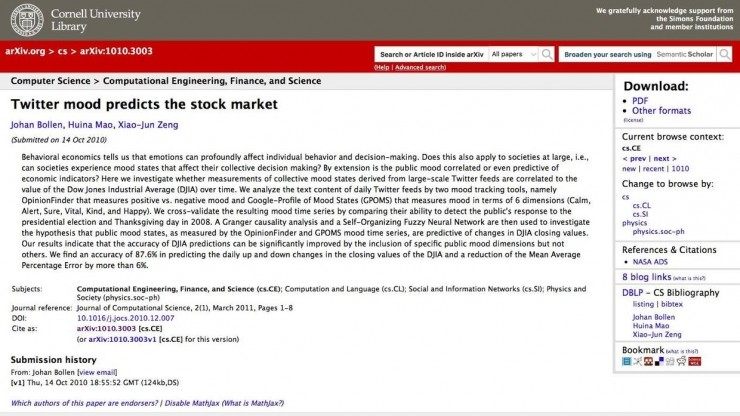 Cornell University
Library
We gratefully acknowledge support from
the Simons Foundation
and member institutions
arXiv.org > cs > arXiv:1010.3003
Search or Article ID inside arXiv All papers
Broaden your search using Semantic Scholar
(Help | Advanced search)
Computer Science > Computational Engineering, Finance, and Science
Twitter mood predicts the stock market
Johan Bollen, Huina Mao, Xiao-Jun Zeng
(Submitted on 14 Oct 2010)
Behavioral economics tells us that emotions can profoundly affect individual behavior and decision-making. Does this also apply to societies at large, i.e.,
can societies experience mood states that affect their collective decision making? By extension is the public mood correlated or even predictive of
economic indicators? Here we investigate whether measurements of collective mood states derived from large-scale Twitter feeds are correlated to the
value of the Dow Jones Industrial Average (DJIA) over time. We analyze the text content of daily Twitter feeds by two mood tracking tools, namely
OpinionFinder that measures positive vs. negative mood and Google-Profile of Mood States (GPOMS) that measures mood in terms of 6 dimensions (Calm,
Alert, Sure, Vital, Kind, and Happy). We cross-validate the resulting mood time series by comparing their ability to detect the public's response to the
presidential election and Thanksgiving day in 2008. A Granger causality analysis and a Self-Organizing Fuzzy Neural Network are then used to investigate
the hypothesis that public mood states, as measured by the OpinionFinder and GPOMS mood time series, are predictive of changes in DJIA closing values.
Our results indicate that the accuracy of DJIA predictions can be significantly improved by the inclusion of specific public mood dimensions but not
others. We find an accuracy of 87.6% in predicting the daily up and down changes in the closing values of the DJIA and a reduction of the Mean Average
Percentage Error by more than 6%.
Subjects: Computational Engineering, Finance, and Science (cs.CE); Computation and Language (cs.CL); Social and Information Networks (cs.SI); Physics and
Society (physics.soc-ph)
Journal reference: Journal of Computational Science, 2(1), March 2011, Pages 1-8
DOI: 10.1016/j.jocs.2010.12.007
Cite as: arXiv:1010.3003 [cs.CE]
(or arXiv:1010.3003v1 [cs.CE] for this version)
Submission history
From: Johan Bollen [view email]
[v1] Thu, 14 Oct 2010 18:55:52 GMT (124kb,DS)
Which authors of this paper are endorsers? | Disable MathJax (What is MathJax?)
Download:
• PDF
• Other formats
(license)
Current browse context:
cs.CE
< prev | next >
new | recent | 1010
Change to browse by:
cs
cs.CL
cs.SI
physics
physics.soc-ph
References & Citations
• NASA ADS
8 blog links (what is this?)
DBLP - CS Bibliography
listing | bibtex
Johan Bollen
Huina Mao
Xiao-Jun Zeng
Bookmark (what is this?)